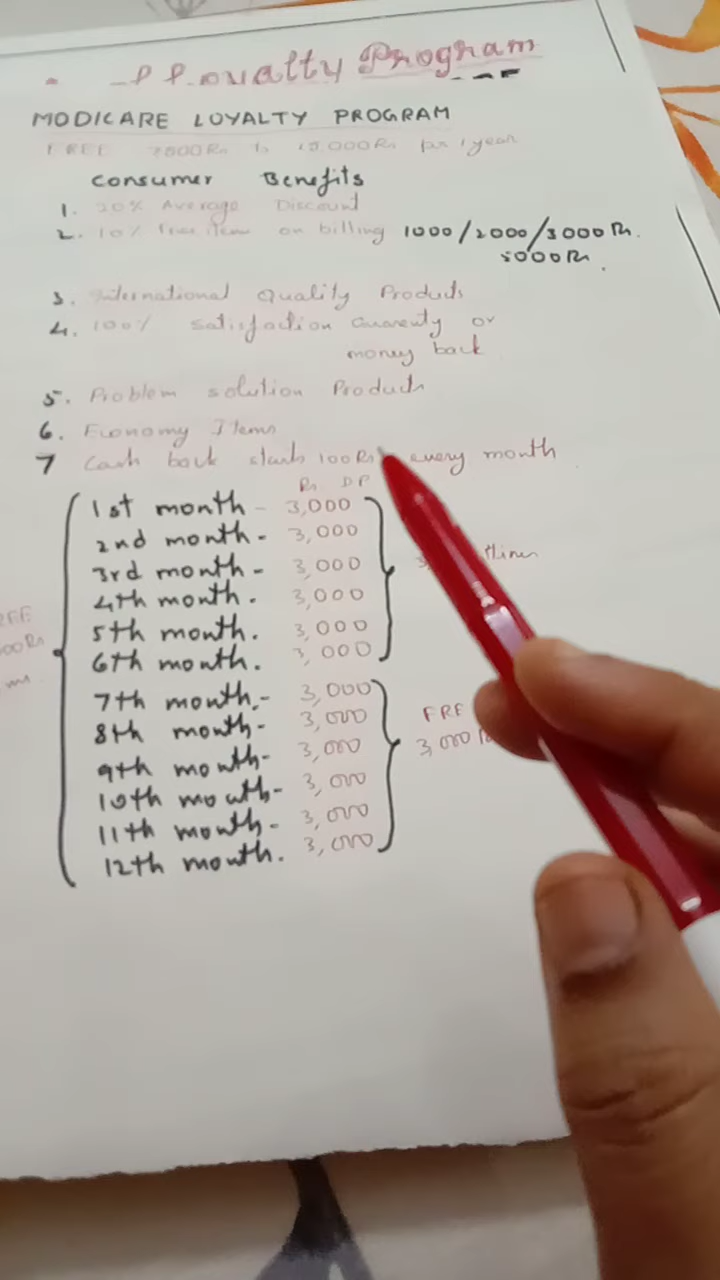 Loyalty Program
MODICARE LOYALTY PROGRAM
FREE 7500Rs to 15,000Rs per 1 year
Consumer Benefits
1. 20% Average Discount
2. 10% free items on billing 1000/2000/3000 Rs.
5000 Rs.
3. International Quality Products
4. 100% satisfaction Guaranty or
money back
5. Problem solution Products
6. Economy Items
7 Cash back starts 100Rs every month
Rs DP
1st month - 3,000
2nd month - 3,000
3rd month - 3,000
4th month. 3,000
5th month. 3,000
6th month. 3,000
7th month.- 3,000
8th month- 3,000
FRE
9th month- 3,000
3,000
10th month- 3,000
11th month- 3,000
12th month. 3,000